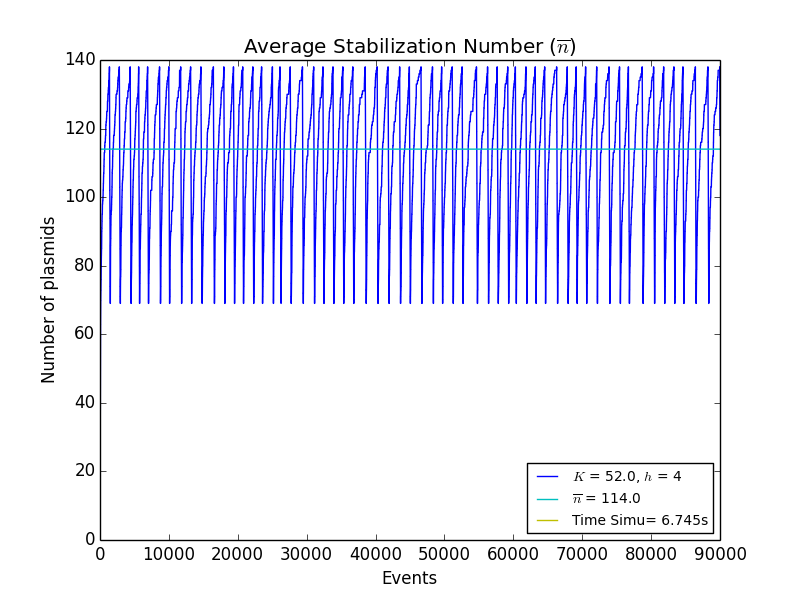 Average Stabilization Number (n̅)
Number of plasmids
140
120
100
80
60
40
20
0
K = 52.0, h = 4
n̅ = 114.0
Time Simu= 6.745s
0 10000 20000 30000 40000 50000 60000 70000 80000 90000
Events